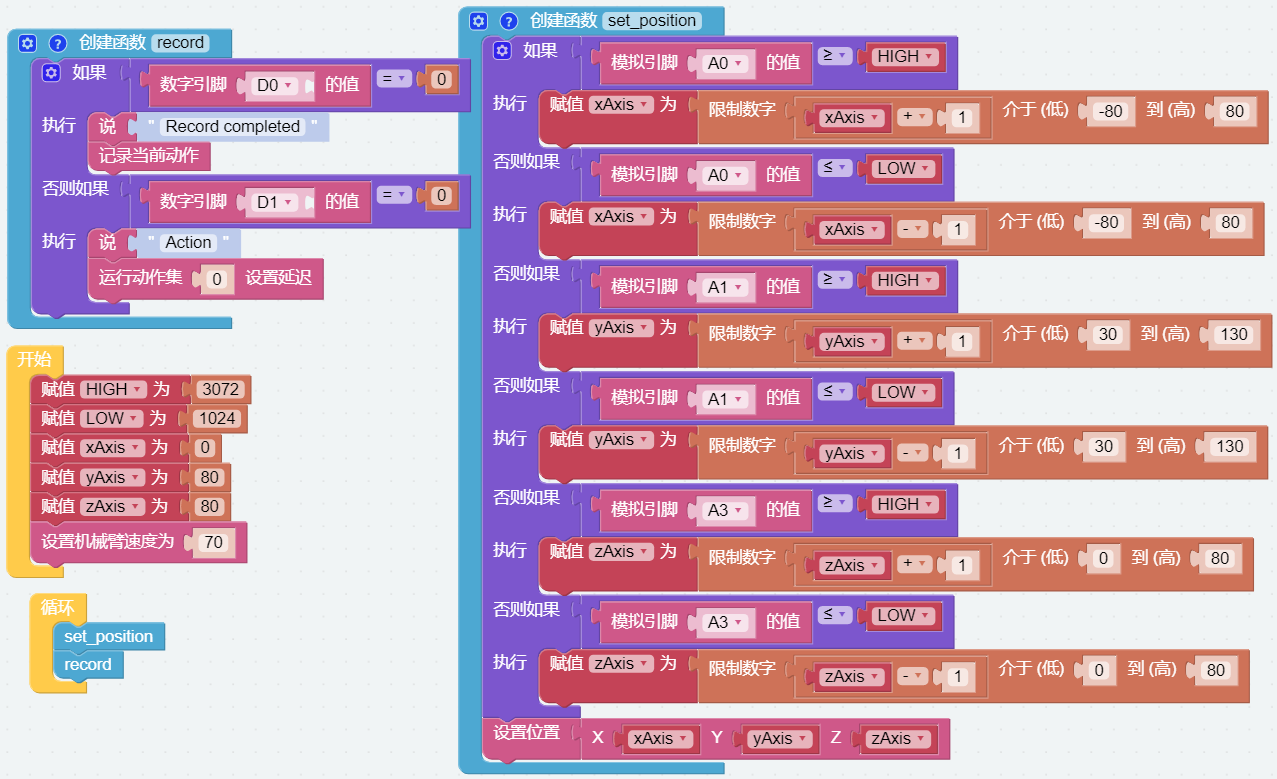 创建函数 record
如果 数字引脚 D0 的值 = 0
执行 说 " Record completed "
记录当前动作
否则如果 数字引脚 D1 的值 = 0
执行 说 " Action "
运行动作集 0 设置延迟
开始
赋值 HIGH 为 3072
赋值 LOW 为 1024
赋值 xAxis 为 0
赋值 yAxis 为 80
赋值 zAxis 为 80
设置机械臂速度为 70
循环
set_position
record
创建函数 set_position
如果 模拟引脚 A0 的值 ≥ HIGH
执行 赋值 xAxis 为 限制数字 xAxis + 1 介于 (低) -80 到 (高) 80
否则如果 模拟引脚 A0 的值 ≤ LOW
执行 赋值 xAxis 为 限制数字 xAxis - 1 介于 (低) -80 到 (高) 80
否则如果 模拟引脚 A1 的值 ≥ HIGH
执行 赋值 yAxis 为 限制数字 yAxis + 1 介于 (低) 30 到 (高) 130
否则如果 模拟引脚 A1 的值 ≤ LOW
执行 赋值 yAxis 为 限制数字 yAxis - 1 介于 (低) 30 到 (高) 130
否则如果 模拟引脚 A3 的值 ≥ HIGH
执行 赋值 zAxis 为 限制数字 zAxis + 1 介于 (低) 0 到 (高) 80
否则如果 模拟引脚 A3 的值 ≤ LOW
执行 赋值 zAxis 为 限制数字 zAxis - 1 介于 (低) 0 到 (高) 80
设置位置 X xAxis Y yAxis Z zAxis